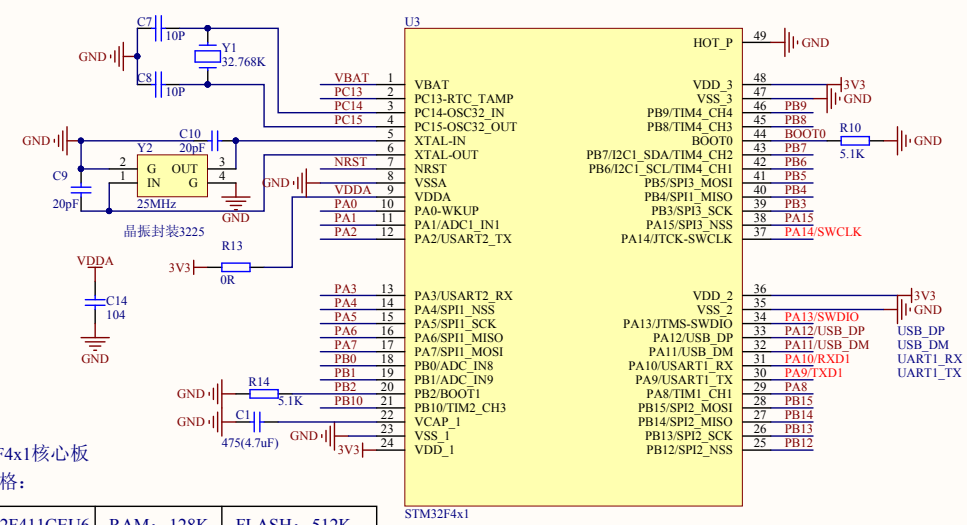 U3
C7
10P
Y1
32.768K
GND
C8
10P
HOT_P 49 GND
VBAT 1 VBAT
PC13 2 PC13-RTC_TAMP
PC14 3 PC14-OSC32_IN
PC15 4 PC15-OSC32_OUT
5 XTAL-IN
6 XTAL-OUT
NRST 7 NRST
GND 8 VSSA
VDDA 9 VDDA
PA0 10 PA0-WKUP
PA1 11 PA1/ADC1_IN1
PA2 12 PA2/USART2_TX
VDD_3 48 3V3
VSS_3 47 GND
PB9/TIM4_CH4 46 PB9
PB8/TIM4_CH3 45 PB8
BOOT0 44 BOOT0 R10 5.1K GND
PB7/I2C1_SDA/TIM4_CH2 43 PB7
PB6/I2C1_SCL/TIM4_CH1 42 PB6
PB5/SPI3_MOSI 41 PB5
PB4/SPI1_MISO 40 PB4
PB3/SPI3_SCK 39 PB3
PA15/SPI3_NSS 38 PA15
PA14/JTCK-SWCLK 37 PA14/SWCLK
GND
C10
20pF
Y2
2 G OUT 3
1 IN G 4
C9
20pF
25MHz
GND
晶振封装3225
R13
3V3
0R
VDDA
C14
104
GND
PA3 13 PA3/USART2_RX
PA4 14 PA4/SPI1_NSS
PA5 15 PA5/SPI1_SCK
PA6 16 PA6/SPI1_MISO
PA7 17 PA7/SPI1_MOSI
PB0 18 PB0/ADC_IN8
PB1 19 PB1/ADC_IN9
PB2 20 PB2/BOOT1
PB10 21 PB10/TIM2_CH3
22 VCAP_1
GND 23 VSS_1
3V3 24 VDD_1
VDD_2 36 3V3
VSS_2 35 GND
PA13/JTMS-SWDIO 34 PA13/SWDIO
PA12/USB_DP 33 PA12/USB_DP USB_DP
PA11/USB_DM 32 PA11/USB_DM USB_DM
PA10/USART1_RX 31 PA10/RXD1 UART1_RX
PA9/USART1_TX 30 PA9/TXD1 UART1_TX
PA8/TIM1_CH1 29 PA8
PB15/SPI2_MOSI 28 PB15
PB14/SPI2_MISO 27 PB14
PB13/SPI2_SCK 26 PB13
PB12/SPI2_NSS 25 PB12
GND R14 5.1K
GND C1
475(4.7uF)
STM32F4x1
F4x1核心板
格：
RAM： 128K FLASH： 512K